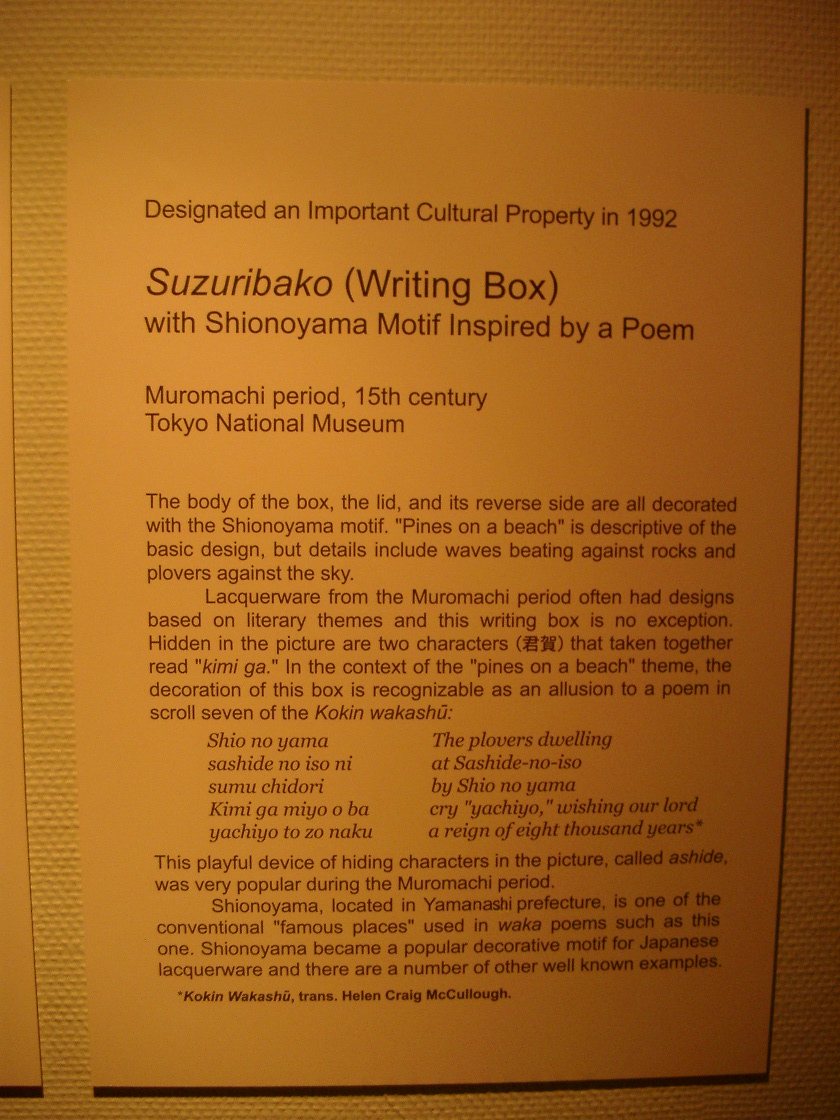 Designated an Important Cultural Property in 1992
Suzuribako (Writing Box)
with Shionoyama Motif Inspired by a Poem
Muromachi period, 15th century
Tokyo National Museum
The body of the box, the lid, and its reverse side are all decorated
with the Shionoyama motif. "Pines on a beach" is descriptive of the
basic design, but details include waves beating against rocks and
plovers against the sky.
Lacquerware from the Muromachi period often had designs
based on literary themes and this writing box is no exception.
Hidden in the picture are two characters (君賀) that taken together
read "kimi ga." In the context of the "pines on a beach" theme, the
decoration of this box is recognizable as an allusion to a poem in
scroll seven of the Kokin wakashū:
Shio no yama
sashide no iso ni
sumu chidori
Kimi ga miyo o ba
yachiyo to zo naku
The plovers dwelling
at Sashide-no-iso
by Shio no yama
cry "yachiyo," wishing our lord
a reign of eight thousand years*
This playful device of hiding characters in the picture, called ashide,
was very popular during the Muromachi period.
Shionoyama, located in Yamanashi prefecture, is one of the
conventional "famous places" used in waka poems such as this
one. Shionoyama became a popular decorative motif for Japanese
lacquerware and there are a number of other well known examples.
*Kokin Wakashū, trans. Helen Craig McCullough.